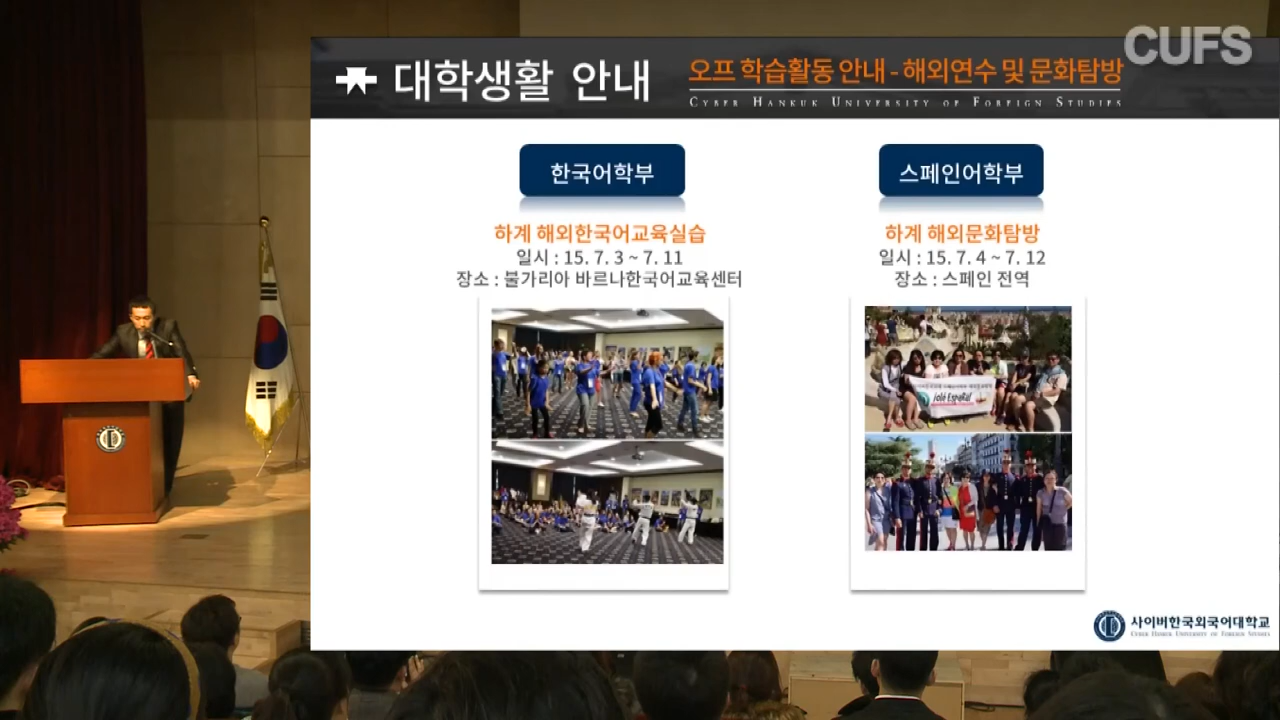 CUFS
대학생활 안내
오프 학습활동 안내 - 해외연수 및 문화탐방
CYBER HANKUK UNIVERSITY OF FOREIGN STUDIES
한국어학부
하계 해외한국어교육실습
일시 : 15. 7. 3 ~ 7. 11
장소 : 불가리아 바르나한국어교육센터
스페인어학부
하계 해외문화탐방
일시 : 15. 7. 4 ~ 7. 12
장소 : 스페인 전역
¡olé España!
사이버한국외국어대학교
CYBER HANKUK UNIVERSITY OF FOREIGN STUDIES